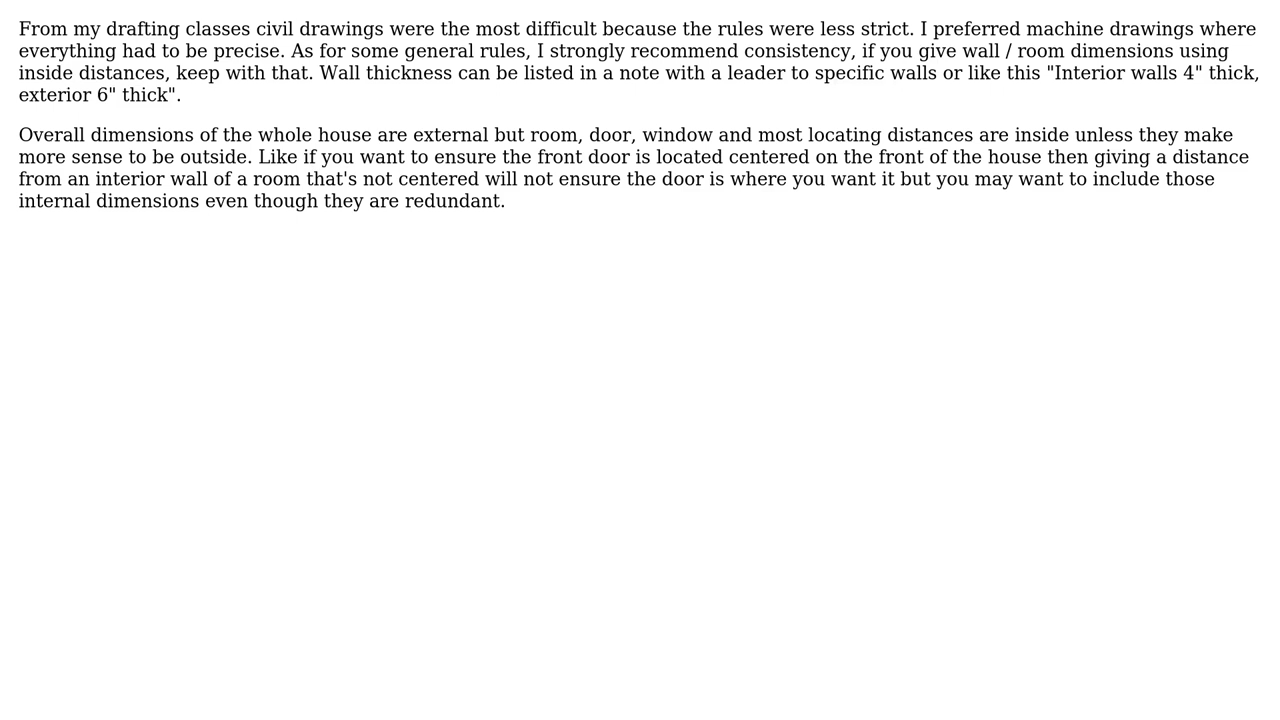 From my drafting classes civil drawings were the most difficult because the rules were less strict. I preferred machine drawings where
everything had to be precise. As for some general rules, I strongly recommend consistency, if you give wall / room dimensions using
inside distances, keep with that. Wall thickness can be listed in a note with a leader to specific walls or like this "Interior walls 4" thick,
exterior 6" thick".
Overall dimensions of the whole house are external but room, door, window and most locating distances are inside unless they make
more sense to be outside. Like if you want to ensure the front door is located centered on the front of the house then giving a distance
from an interior wall of a room that's not centered will not ensure the door is where you want it but you may want to include those
internal dimensions even though they are redundant.